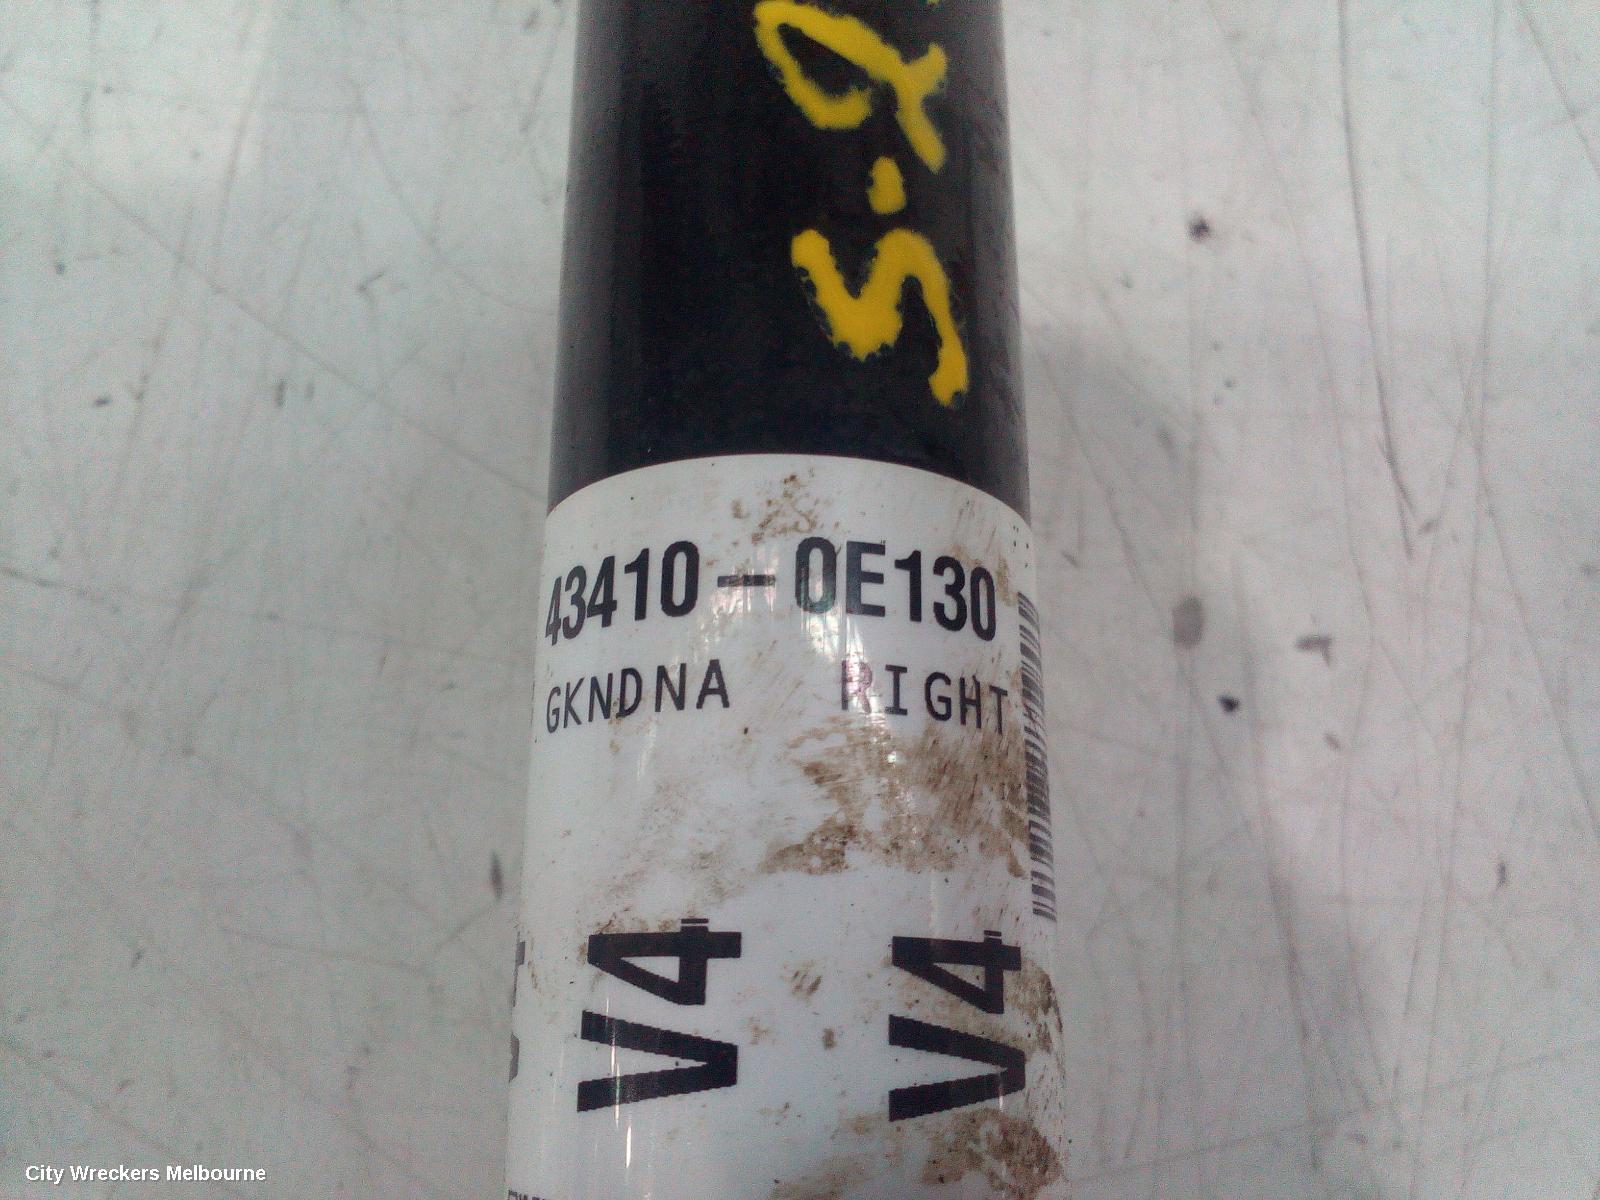 43410-0E130
GKNDNA RIGHT
V4 V4
City Wreckers Melbourne